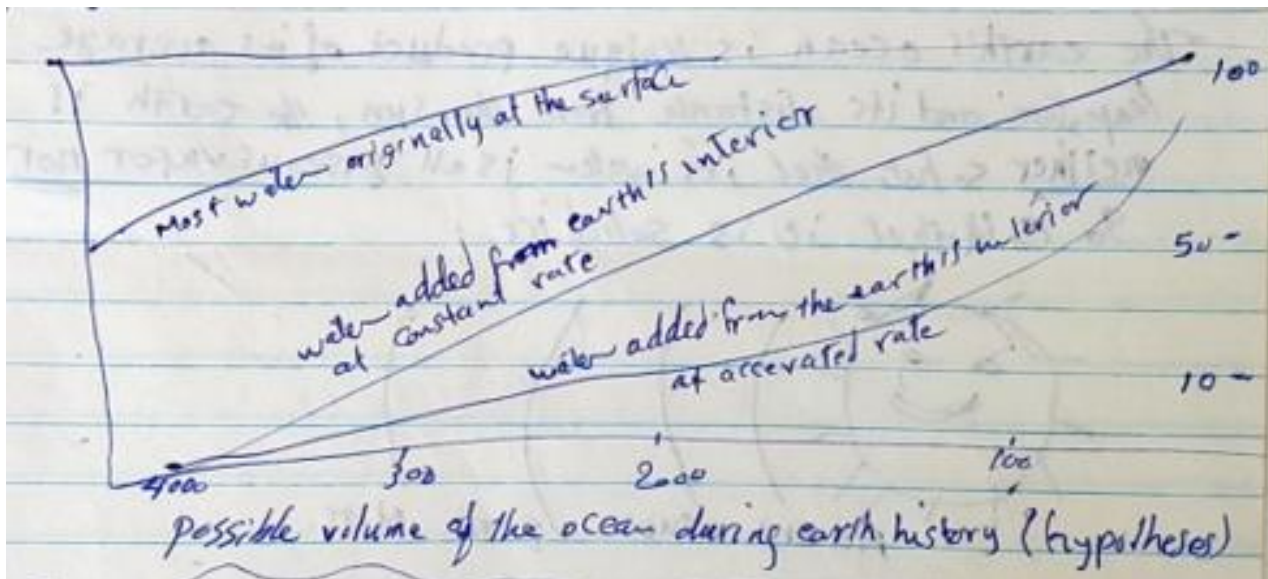 100
Most water originally at the surface
water added from earth's interior
at constant rate
50 -
water added from the earth's interior
at accevated rate
10 -
4000
300
2000
100
possible volume of the ocean during earth, history (hypotheses)